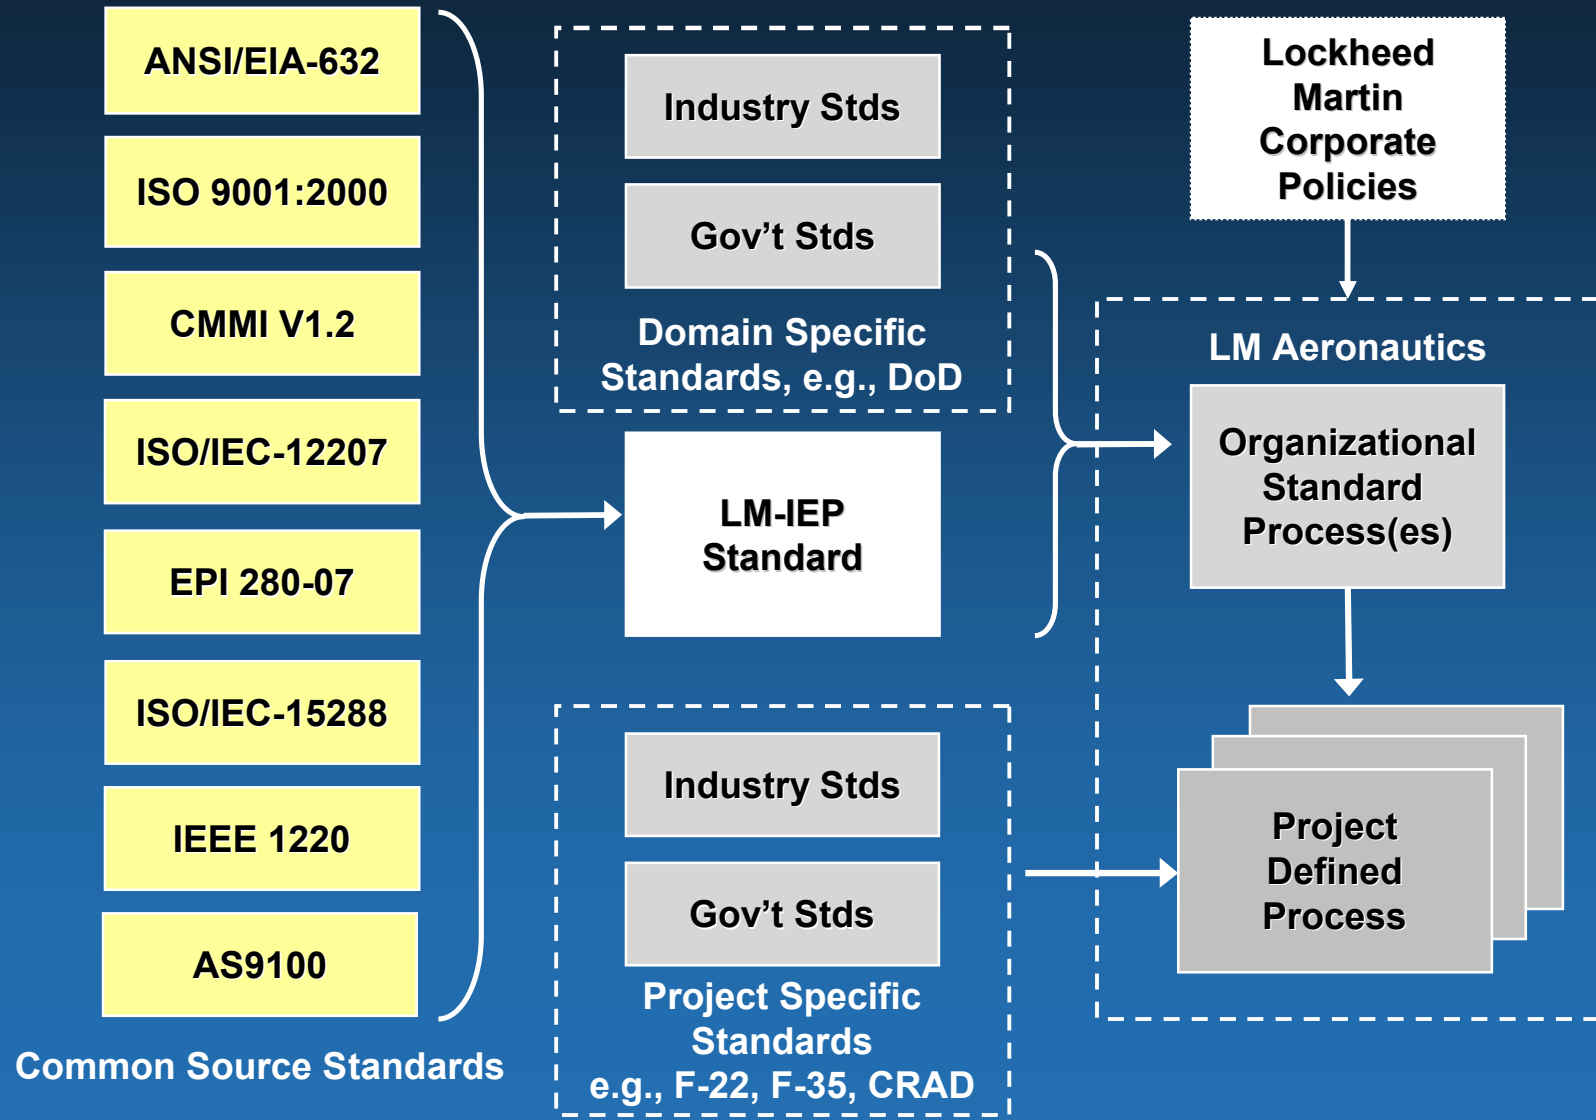 ANSI/EIA-632
ISO 9001:2000
CMMI V1.2
ISO/IEC-12207
EPI 280-07
ISO/IEC-15288
IEEE 1220
AS9100
Common Source Standards
Industry Stds
Gov't Stds
Domain Specific
Standards, e.g., DoD
LM-IEP
Standard
Industry Stds
Gov't Stds
Project Specific
Standards
e.g., F-22, F-35, CRAD
Lockheed
Martin
Corporate
Policies
LM Aeronautics
Organizational
Standard
Process(es)
Project
Defined
Process